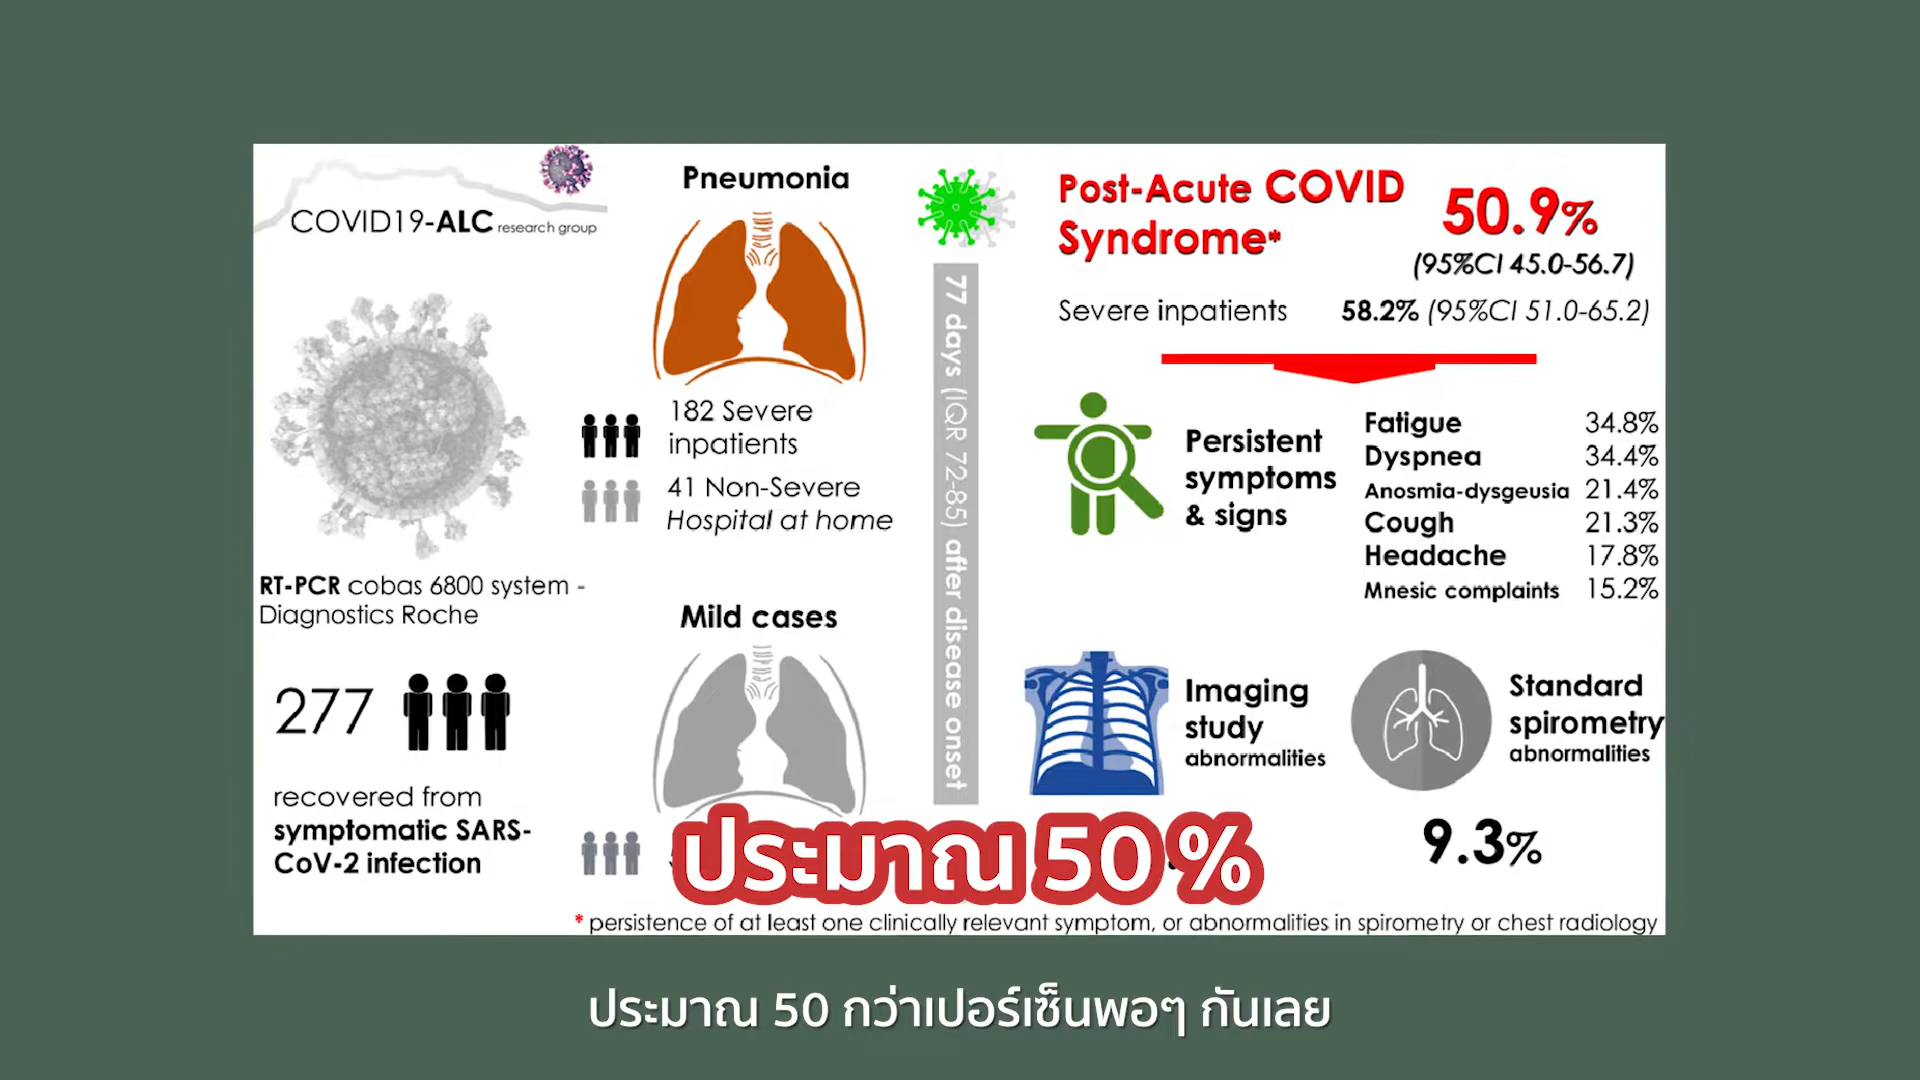 COVID19-ALC research group
RT-PCR cobas 6800 system -
Diagnostics Roche
277
recovered from
symptomatic SARS-
CoV-2 infection
Pneumonia
182 Severe
inpatients
41 Non-Severe
Hospital at home
Mild cases
77 days (IQR 72-85) after disease onset
Post-Acute COVID
Syndrome*
50.9%
(95%CI 45.0-56.7)
Severe inpatients 58.2% (95%CI 51.0-65.2)
Persistent
symptoms
& signs
Fatigue 34.8%
Dyspnea 34.4%
Anosmia-dysgeusia 21.4%
Cough 21.3%
Headache 17.8%
Mnesic complaints 15.2%
Imaging
study
abnormalities
Standard
spirometry
abnormalities
9.3%
ประมาณ 50 %
* persistence of at least one clinically relevant symptom, or abnormalities in spirometry or chest radiology
ประมาณ 50 กว่าเปอร์เซ็นพอๆ กันเลย